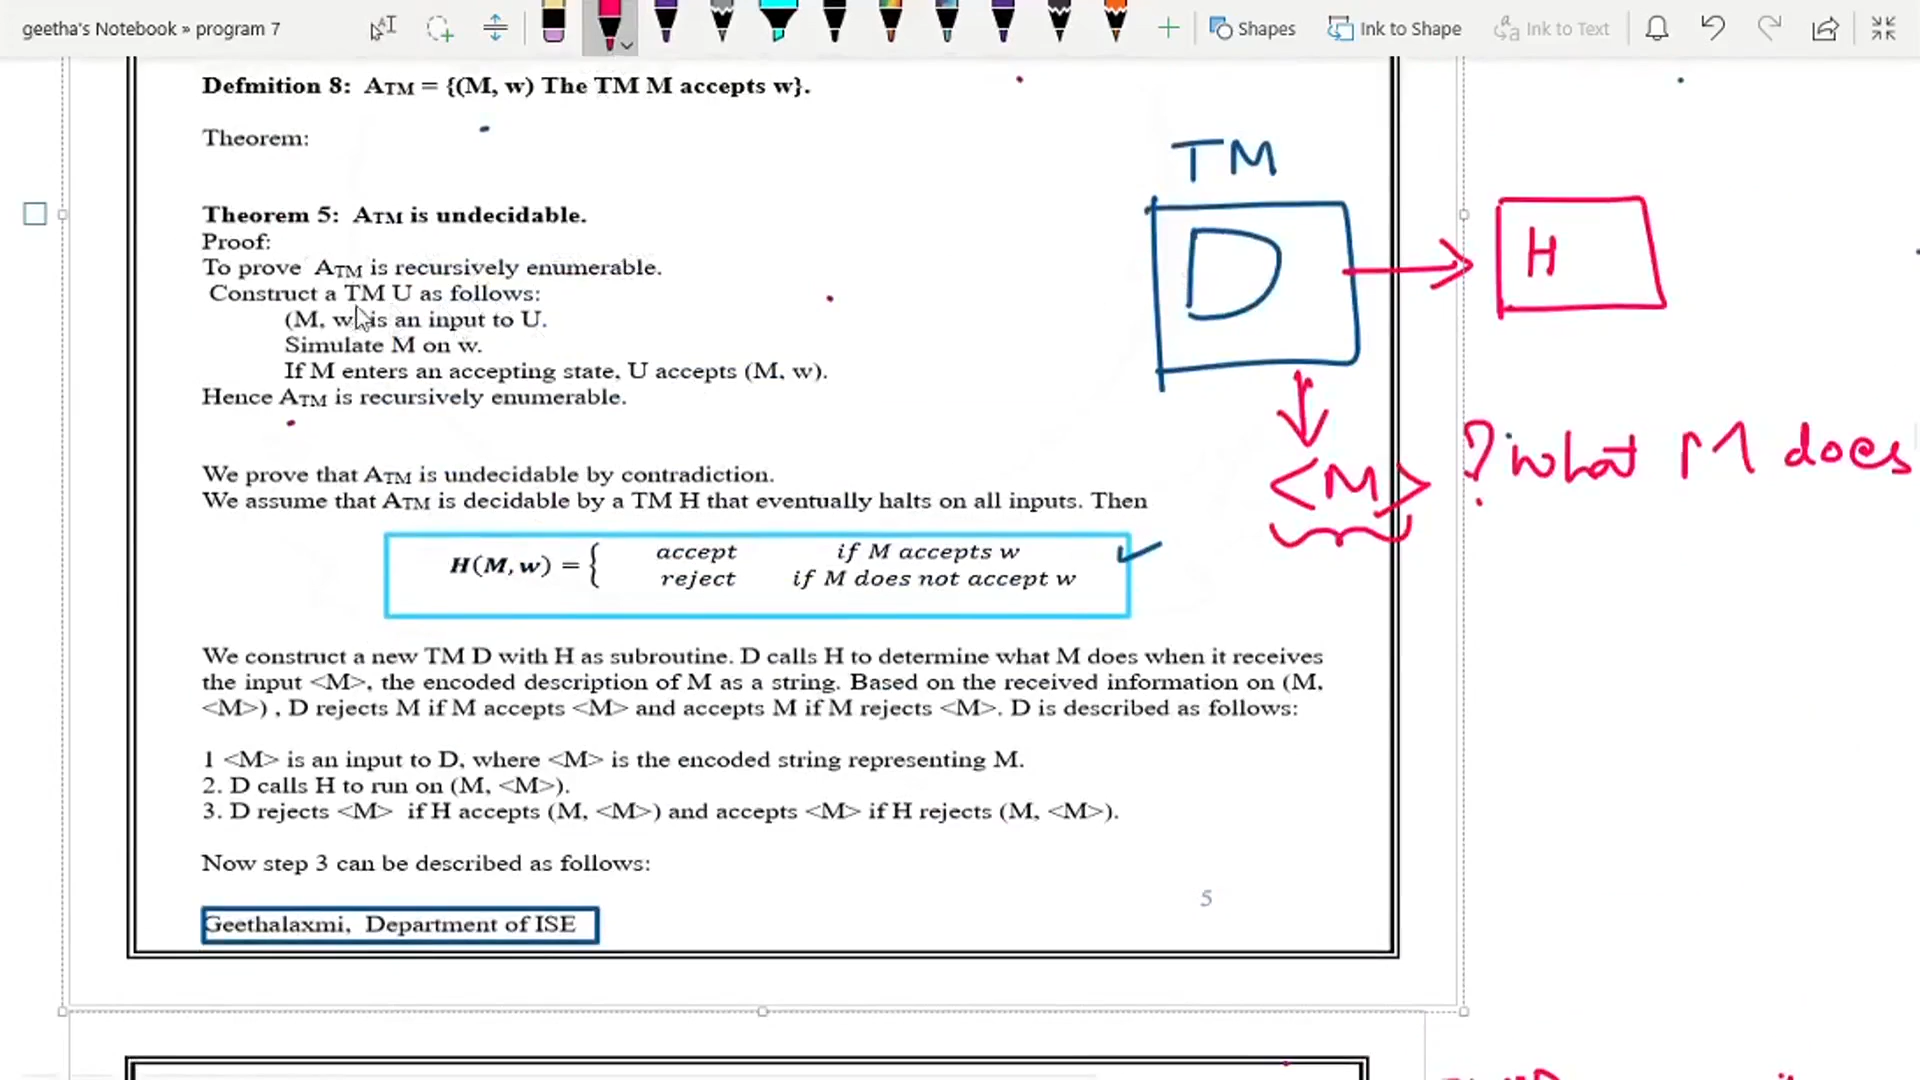 geetha's Notebook » program 7
Shapes
Ink to Shape
Ink to Text
Defmition 8: ATM = {(M, w) The TM M accepts w}.
Theorem:
Theorem 5: ATM is undecidable.
Proof:
To prove ATM is recursively enumerable.
Construct a TM U as follows:
(M, w) is an input to U.
Simulate M on w.
If M enters an accepting state, U accepts (M, w).
Hence ATM is recursively enumerable.
We prove that ATM is undecidable by contradiction.
We assume that ATM is decidable by a TM H that eventually halts on all inputs. Then
H(M, w) = { accept if M accepts w
reject if M does not accept w
We construct a new TM D with H as subroutine. D calls H to determine what M does when it receives
the input <M>, the encoded description of M as a string. Based on the received information on (M,
<M>) , D rejects M if M accepts <M> and accepts M if M rejects <M>. D is described as follows:
1 <M> is an input to D, where <M> is the encoded string representing M.
2. D calls H to run on (M, <M>).
3. D rejects <M> if H accepts (M, <M>) and accepts <M> if H rejects (M, <M>).
Now step 3 can be described as follows:
5
Geethalaxmi, Department of ISE
TM
D
H
<M>
? what M does